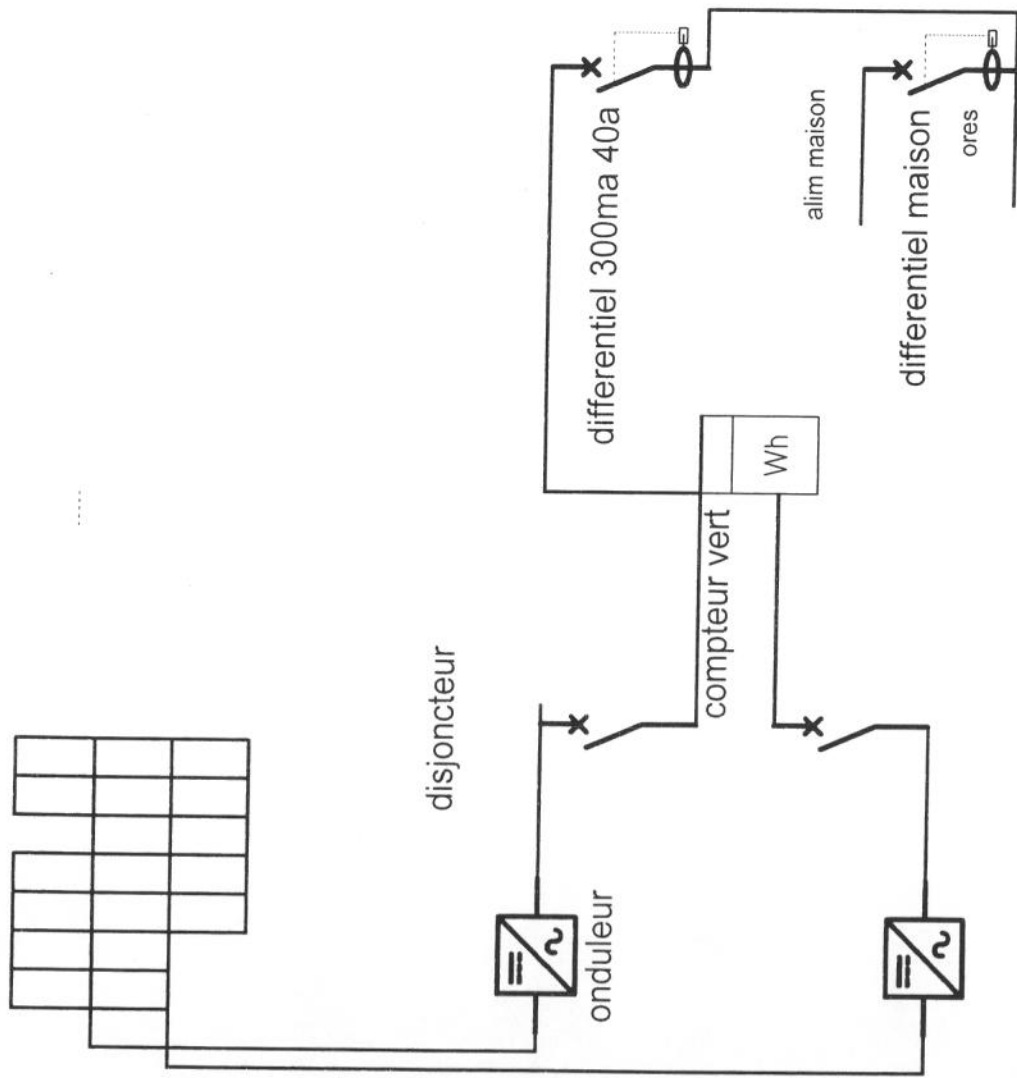 disjoncteur
onduleur
compteur vert
Wh
differentiel 300ma 40a
alim maison
differentiel maison
ores